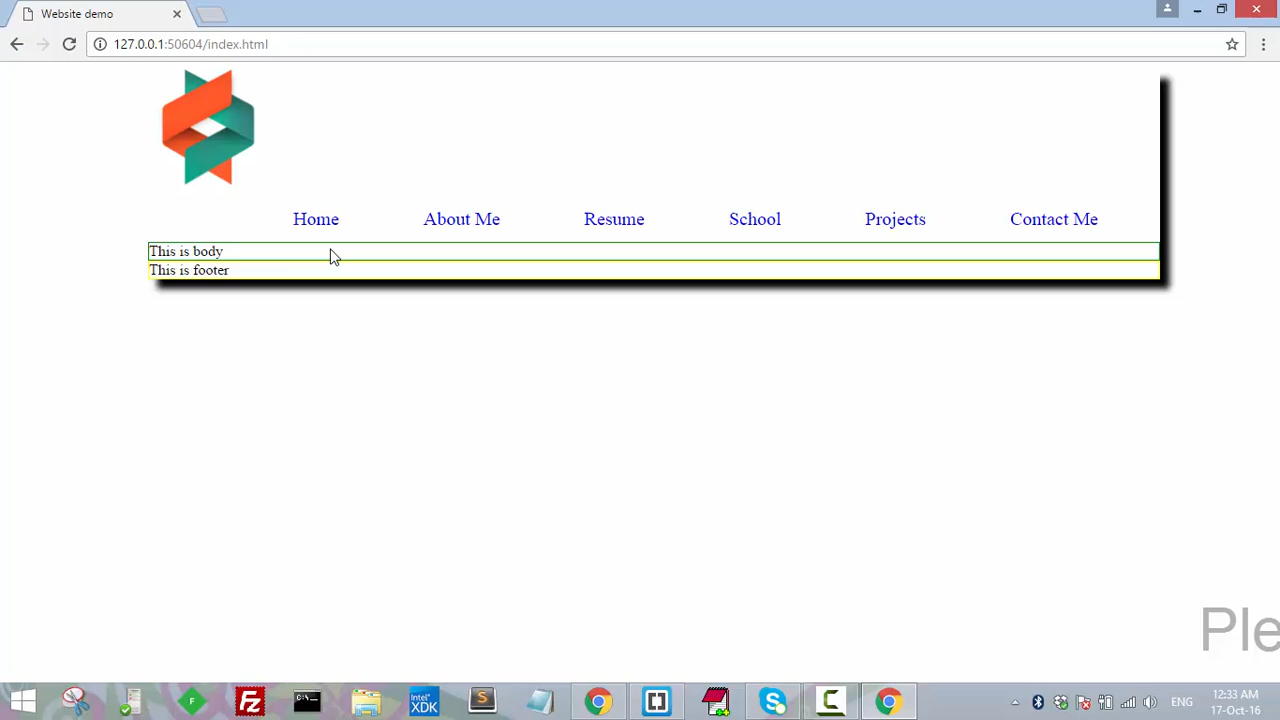 Website demo
127.0.0.1:50604/index.html
Home About Me Resume School Projects Contact Me
This is body
This is footer
Ple
Intel XDK
ENG
12:33 AM
17-Oct-16